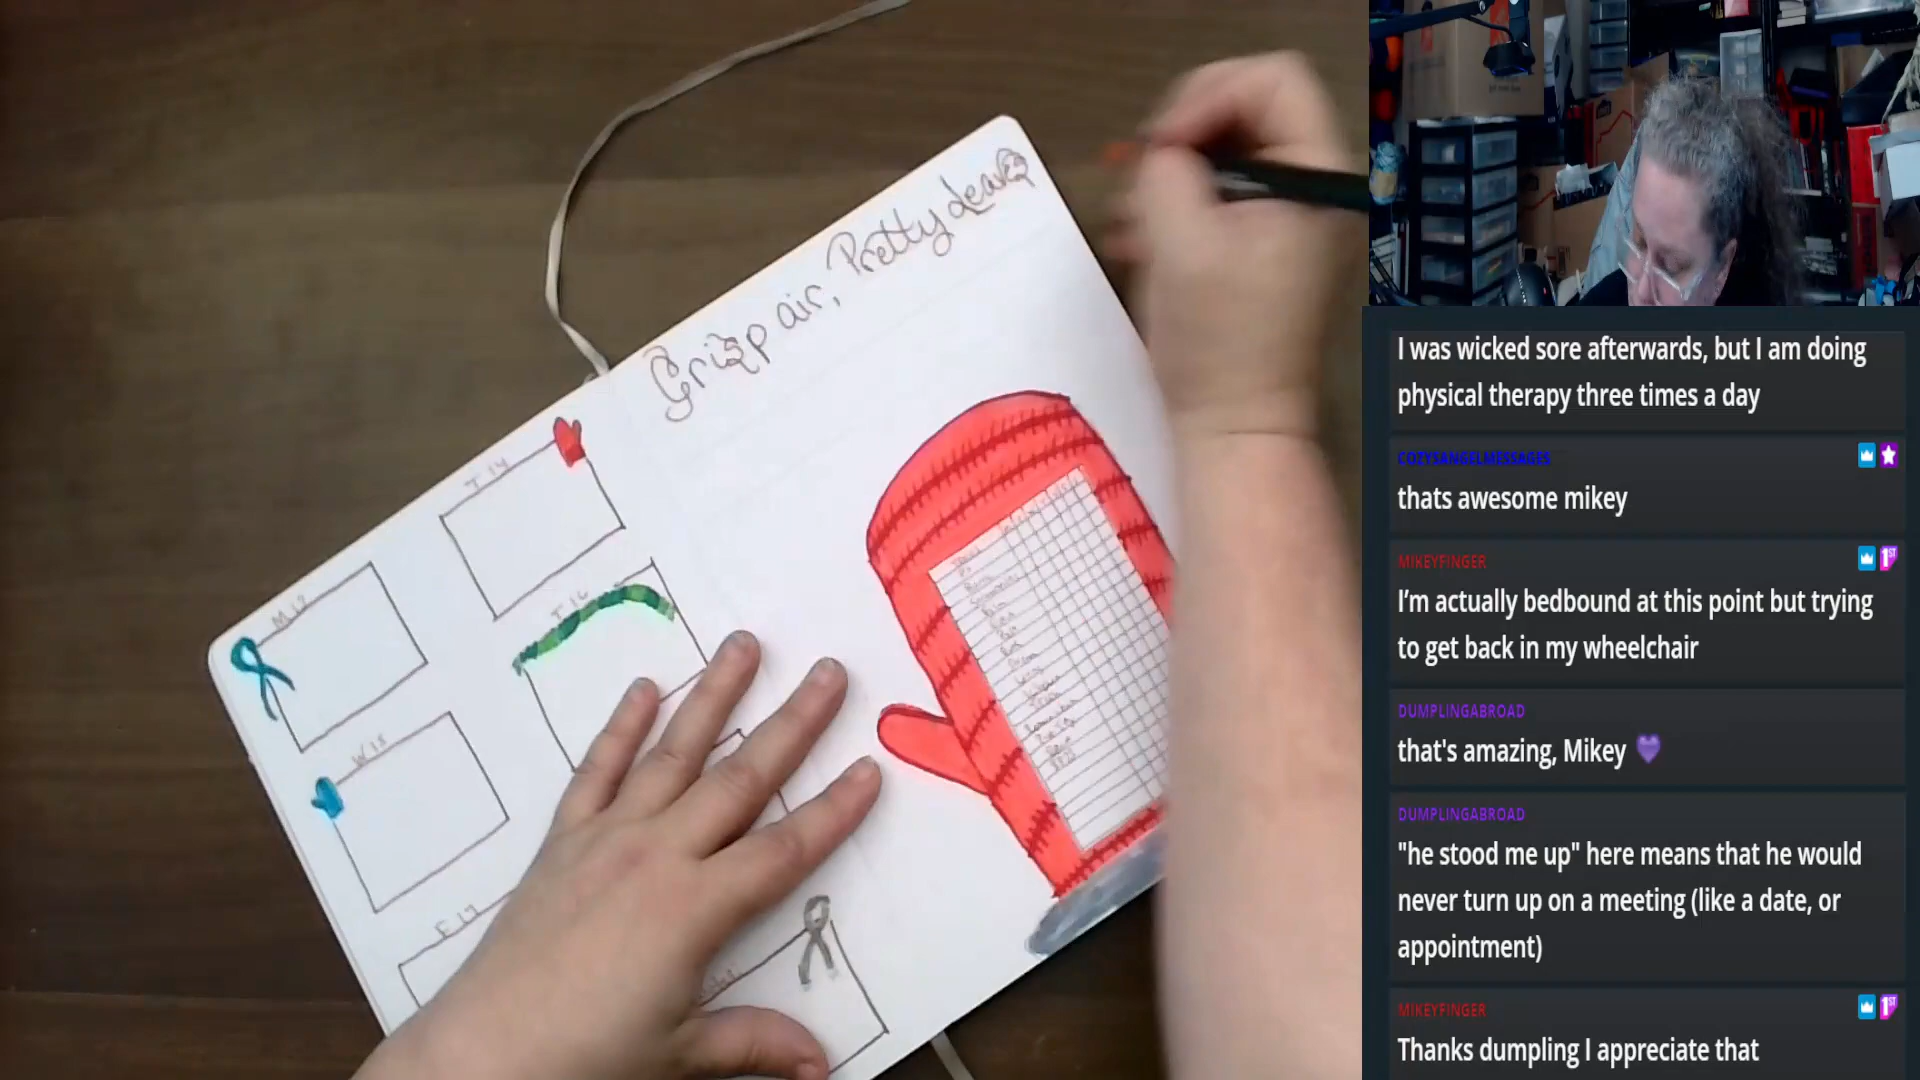 Crisp air, Pretty Leaves
T 14
M 13
T 16
W 15
F 17
I was wicked sore afterwards, but I am doing
physical therapy three times a day
COZYSANGELMESSAGES
thats awesome mikey
MIKEYFINGER
I'm actually bedbound at this point but trying
to get back in my wheelchair
DUMPLINGABROAD
that's amazing, Mikey 💜
DUMPLINGABROAD
"he stood me up" here means that he would
never turn up on a meeting (like a date, or
appointment)
MIKEYFINGER
Thanks dumpling I appreciate that